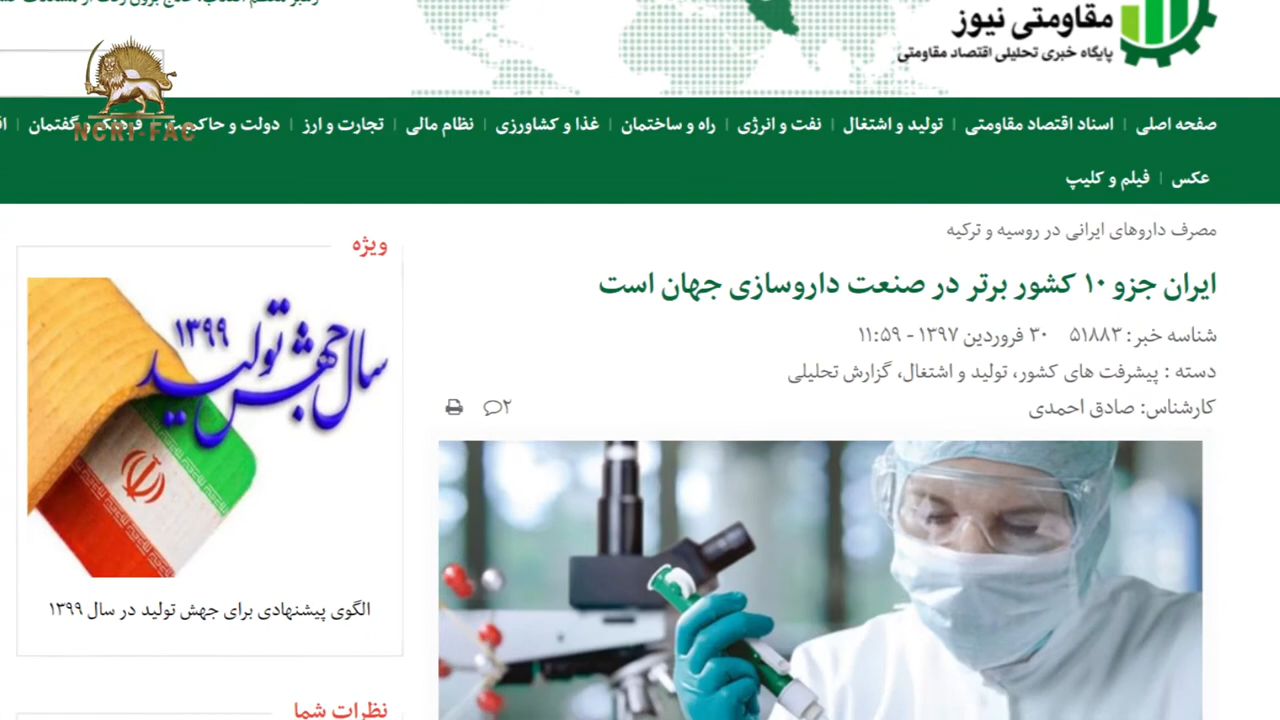 مقاومتی نیوز
پایگاه خبری تحلیلی اقتصاد مقاومتی
NCRI-FAC
صفحه اصلی | اسناد اقتصاد مقاومتی | تولید و اشتغال | نفت و انرژی | راه و ساختمان | غذا و کشاورزی | نظام مالی | تجارت و ارز | دولت و حاکمیت | فرهنگ و گفتمان
عکس | فیلم و کلیپ
مصرف داروهای ایرانی در روسیه و ترکیه
ایران جزو ۱۰ کشور برتر در صنعت داروسازی جهان است
شناسه خبر: ۵۱۸۸۳ ۳۰ فروردین ۱۳۹۷ - ۱۱:۵۹
دسته : پیشرفت های کشور، تولید و اشتغال، گزارش تحلیلی
کارشناس: صادق احمدی
۲
ویژه
سال جهش تولید ۱۳۹۹
الگوی پیشنهادی برای جهش تولید در سال ۱۳۹۹
نظرات شما